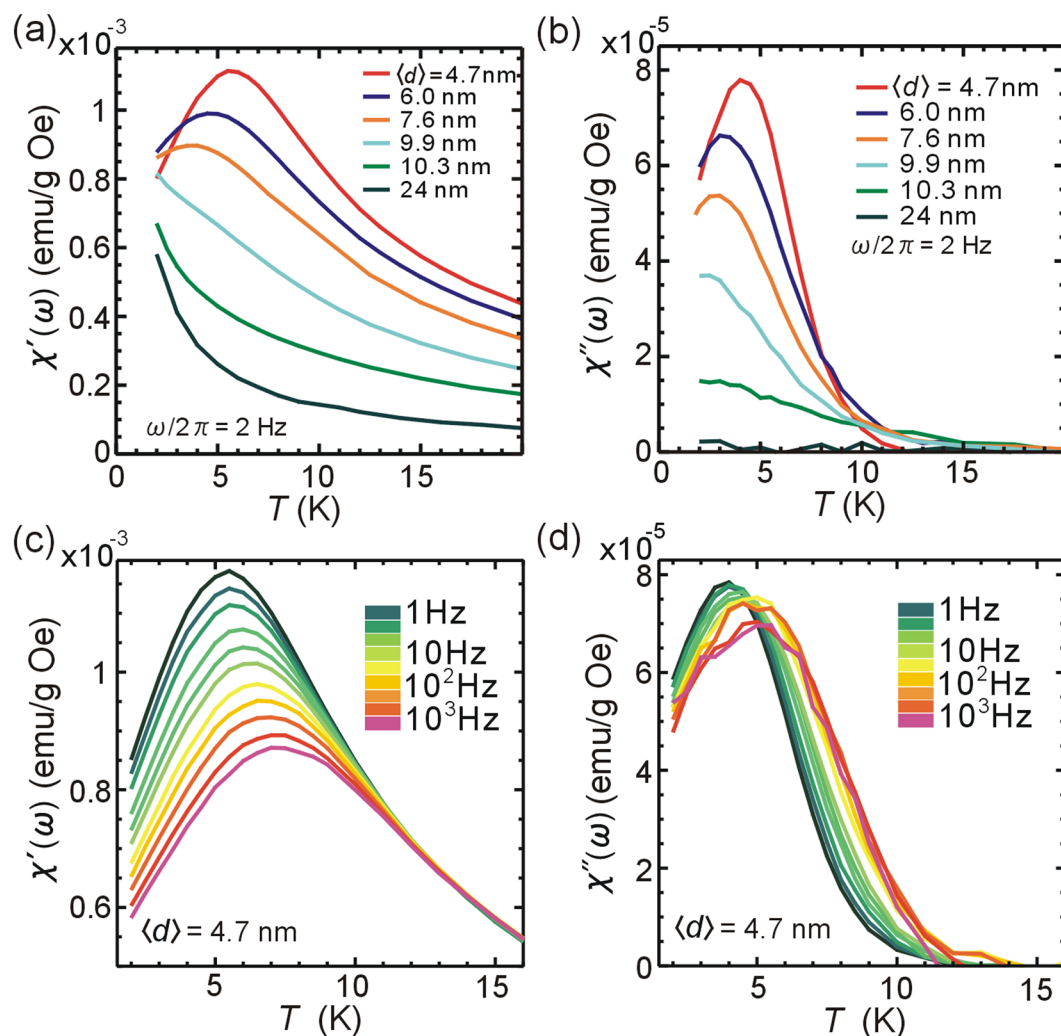 (a)
x10⁻³
χ′(ω) (emu/g Oe)
1
0.8
0.6
0.4
0.2
0
0 5 10 15
T (K)
⟨d⟩ = 4.7nm
6.0 nm
7.6 nm
9.9 nm
10.3 nm
24 nm
ω/2π = 2 Hz
(b)
x10⁻⁵
χ″(ω) (emu/g Oe)
8
6
4
2
0
0 5 10 15
T (K)
⟨d⟩ = 4.7nm
6.0 nm
7.6 nm
9.9 nm
10.3 nm
24 nm
ω/2π = 2 Hz
(c)
x10⁻³
χ′(ω) (emu/g Oe)
1
0.8
0.6
5 10 15
T (K)
1Hz
10Hz
10²Hz
10³Hz
⟨d⟩ = 4.7 nm
(d)
x10⁻⁵
χ″(ω) (emu/g Oe)
8
6
4
2
0
5 10 15
T (K)
1Hz
10Hz
10²Hz
10³Hz
⟨d⟩ = 4.7 nm